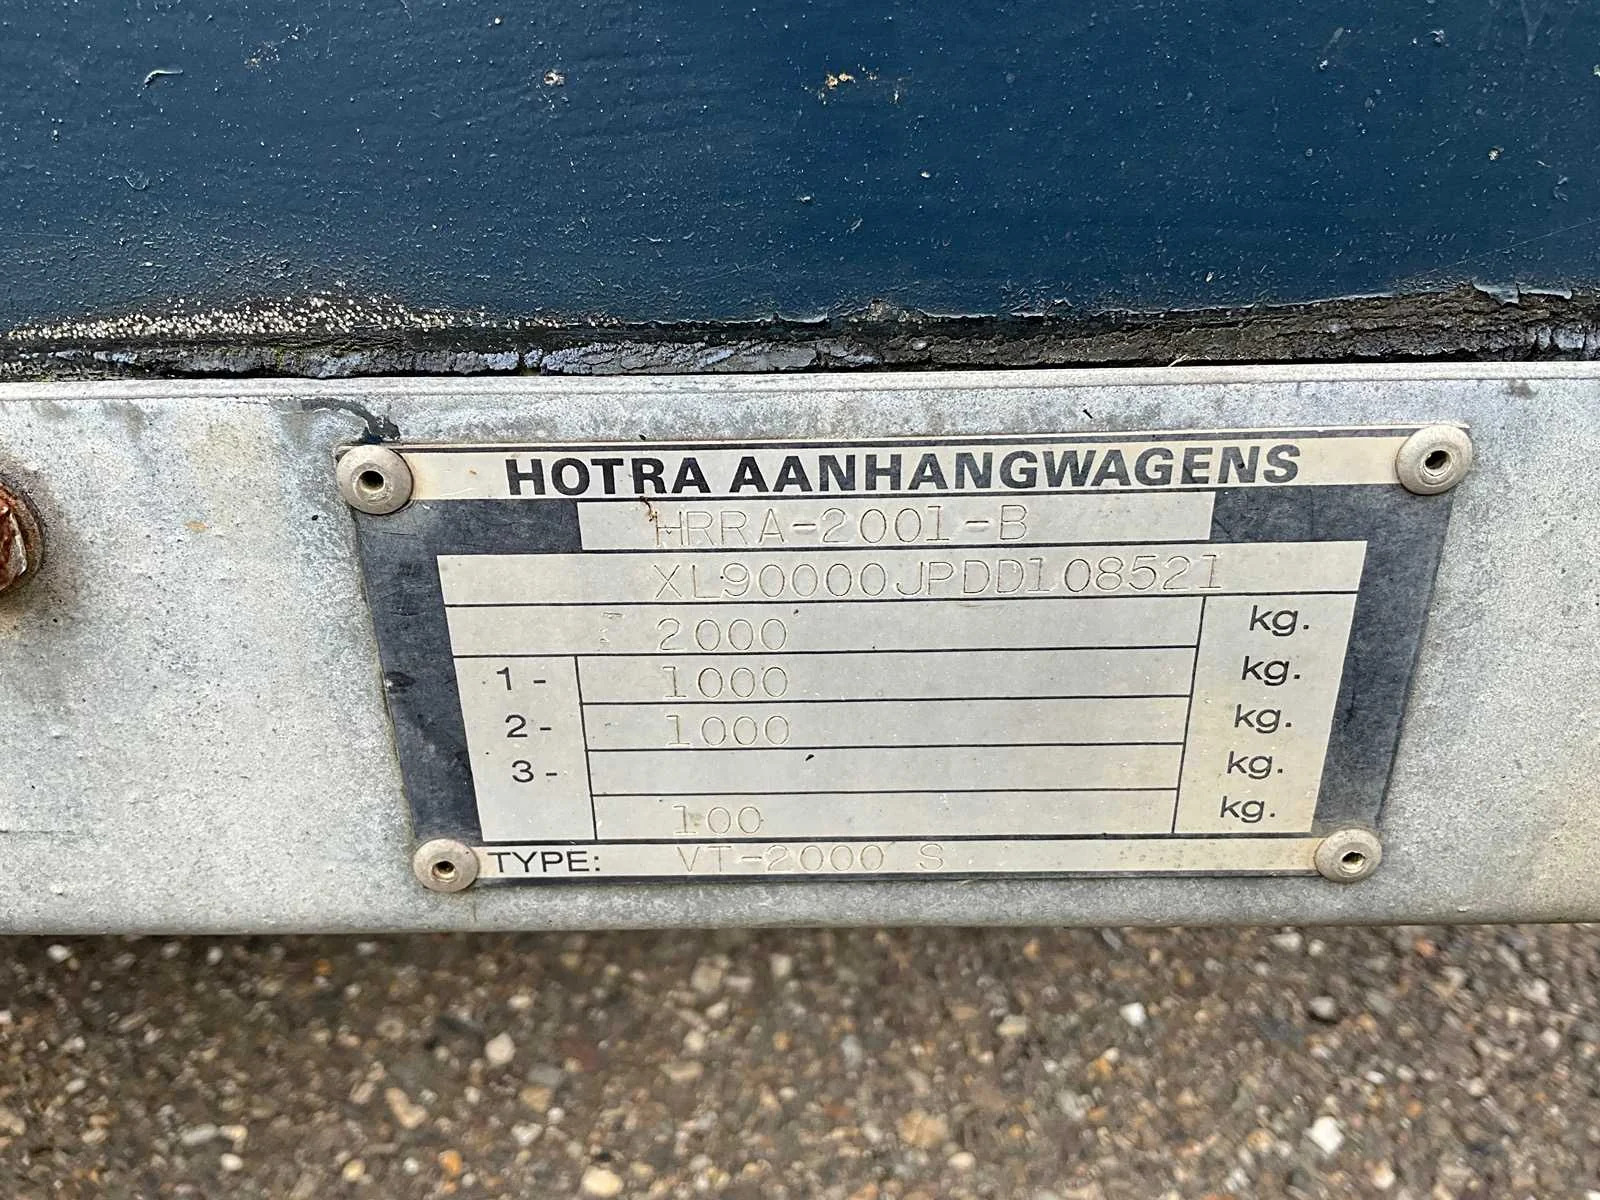 HOTRA AANHANGWAGENS
HRRA-2001-B
XL90000JPDD108521
2000 kg.
1- 1000 kg.
2- 1000 kg.
3- kg.
100 kg.
TYPE: VT-2000 S